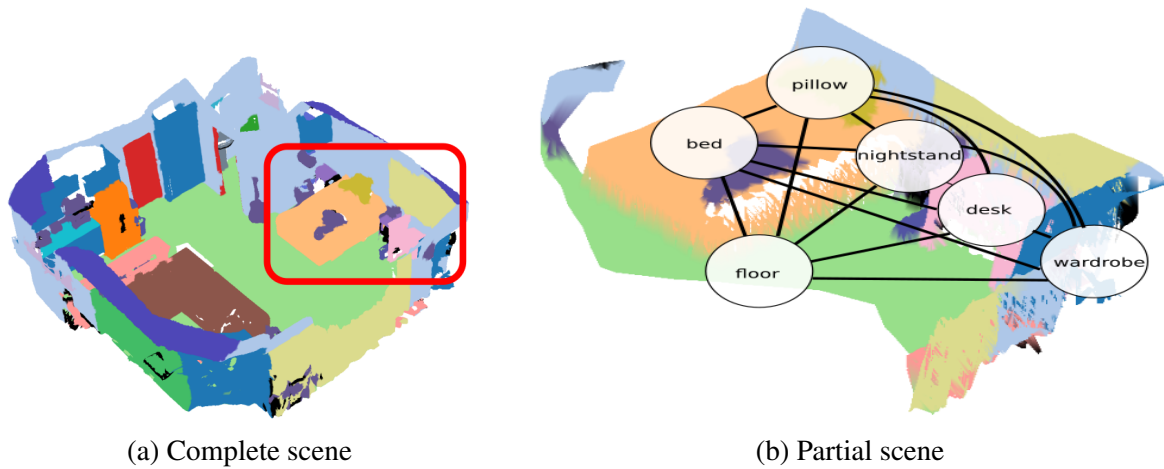 pillow
bed
nightstand
desk
floor
wardrobe
(a) Complete scene
(b) Partial scene